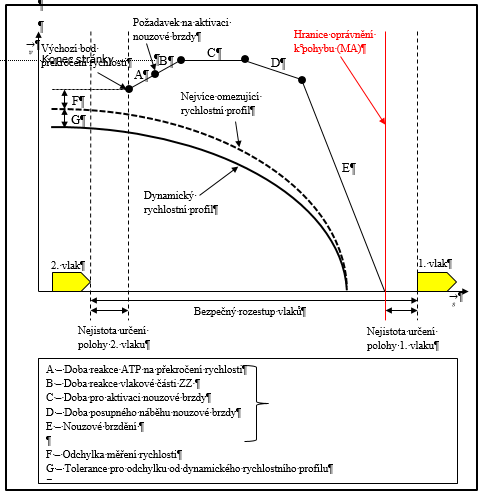 ¶
Požadavek·na·aktivaci·
nouzové·brzdy¶
Výchozí·bod·
překročení·rychlosti¶
Konec stránky
Hranice·oprávnění·
k°pohybu·(MA)¶
A¶
B¶
C¶
D¶
E¶
F¶
G¶
Nejvíce·omezující·
rychlostní·profil¶
Dynamický·
rychlostní·profil¶
2.·vlak¶
1.·vlak¶
Bezpečný·rozestup·vlaků¶
Nejistota·určení·
polohy·2.·vlaku¶
Nejistota·určení·
polohy·1.·vlaku¶
A·–·Doba·reakce·ATP·na·překročení·rychlosti¶
B·–·Doba·reakce·vlakové·části·ZZ·¶
C·–·Doba·pro·aktivaci·nouzové·brzdy¶
D·–·Doba·posupného·náběhu·nouzové·brzdy¶
E·–·Nouzové·brzdění·¶
¶
F·–·Odchylka·měření·rychlosti¶
G·–·Tolerance·pro·odchylku·od·dynamického·rychlostního·profilu¶